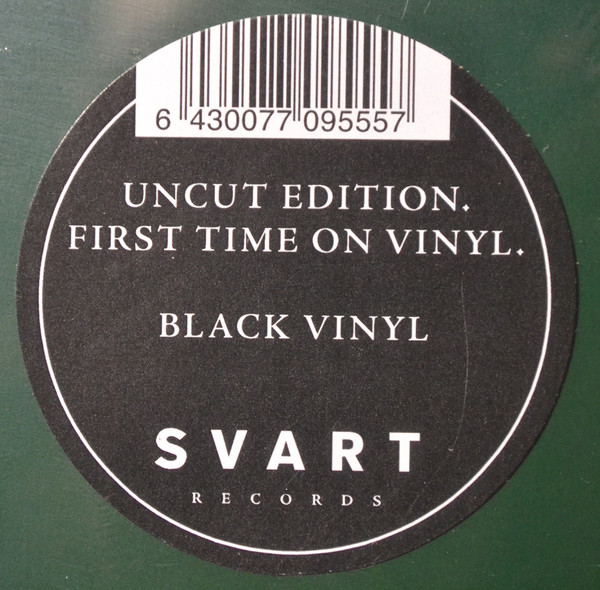 6 430077 095557
UNCUT EDITION.
FIRST TIME ON VINYL.
BLACK VINYL
SVART
RECORDS